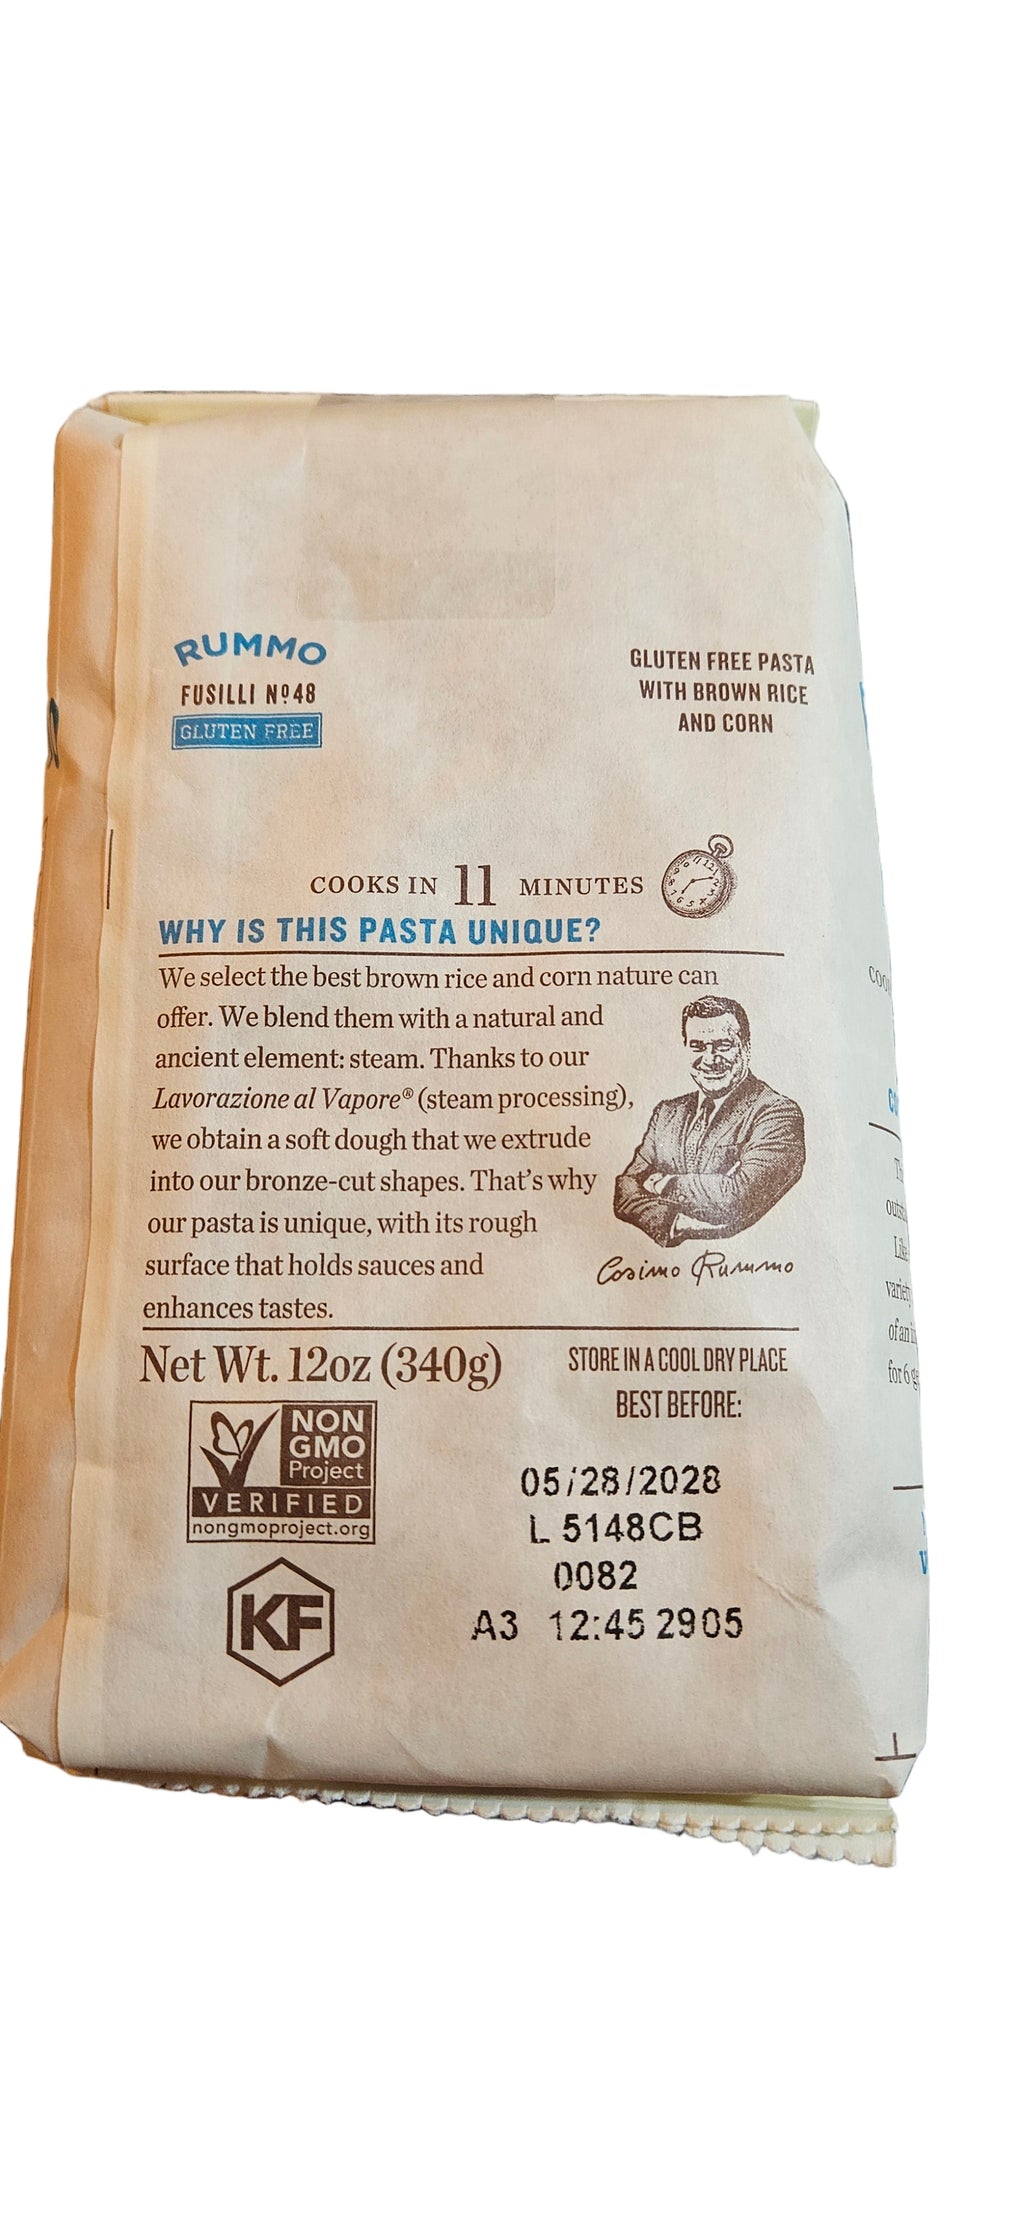 RUMMO
FUSILLI Nº48
GLUTEN FREE
GLUTEN FREE PASTA
WITH BROWN RICE
AND CORN
COOKS IN 11 MINUTES
WHY IS THIS PASTA UNIQUE?
We select the best brown rice and corn nature can
offer. We blend them with a natural and
ancient element: steam. Thanks to our
Lavorazione al Vapore® (steam processing),
we obtain a soft dough that we extrude
into our bronze-cut shapes. That's why
our pasta is unique, with its rough
surface that holds sauces and
enhances tastes.
Cosimo Rummo
Net Wt. 12oz (340g)
STORE IN A COOL DRY PLACE
BEST BEFORE:
NON
GMO
Project
VERIFIED
nongmoproject.org
KF
05/28/2028
L 5148CB
0082
A3 12:45 2905
for 6